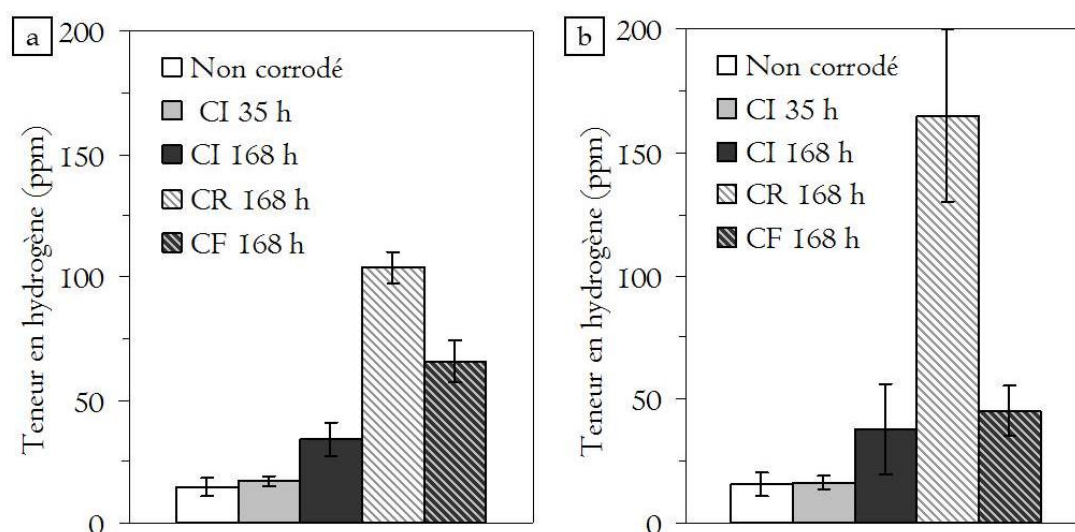 a
200
150
100
50
0
Teneur en hydrogène (ppm)
Non corrodé
CI 35 h
CI 168 h
CR 168 h
CF 168 h
b
200
150
100
50
0
Teneur en hydrogène (ppm)
Non corrodé
CI 35 h
CI 168 h
CR 168 h
CF 168 h